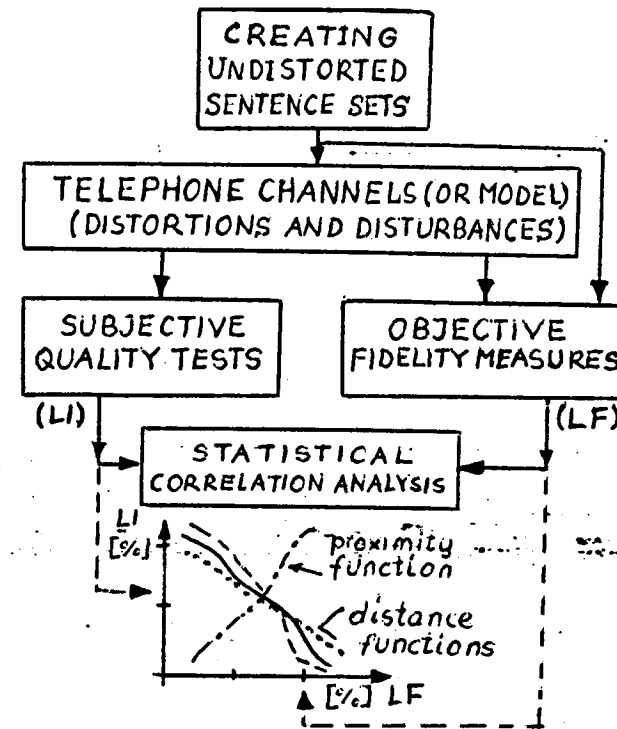 CREATING
UNDISTORTED
SENTENCE SETS
TELEPHONE CHANNELS (OR MODEL)
(DISTORTIONS AND DISTURBANCES)
SUBJECTIVE
QUALITY TESTS
OBJECTIVE
FIDELITY MEASURES
(LI)
(LF)
STATISTICAL
CORRELATION ANALYSIS
LI
[%]
proximity
function
distance
functions
[%] LF